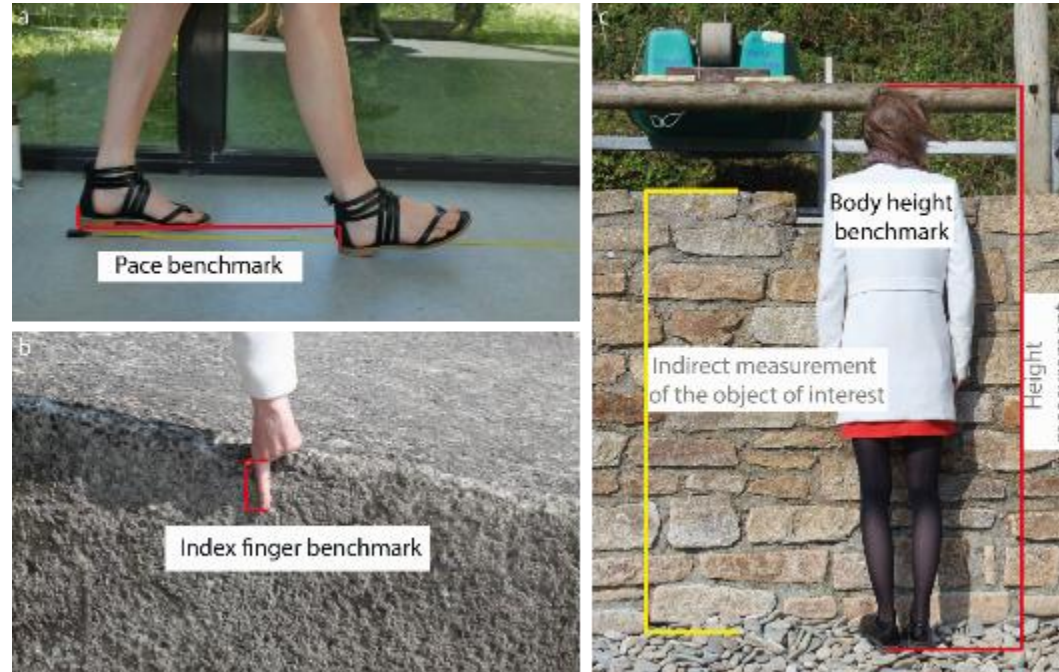 a
Pace benchmark
b
Index finger benchmark
c
Body height
benchmark
Indirect measurement
of the object of interest
Height